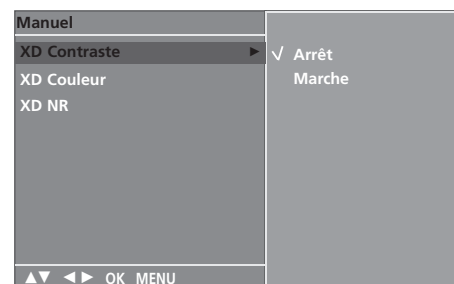 Manuel
XD Contraste ►
XD Couleur
XD NR
√ Arrêt
Marche
▲▼ ◄► OK MENU